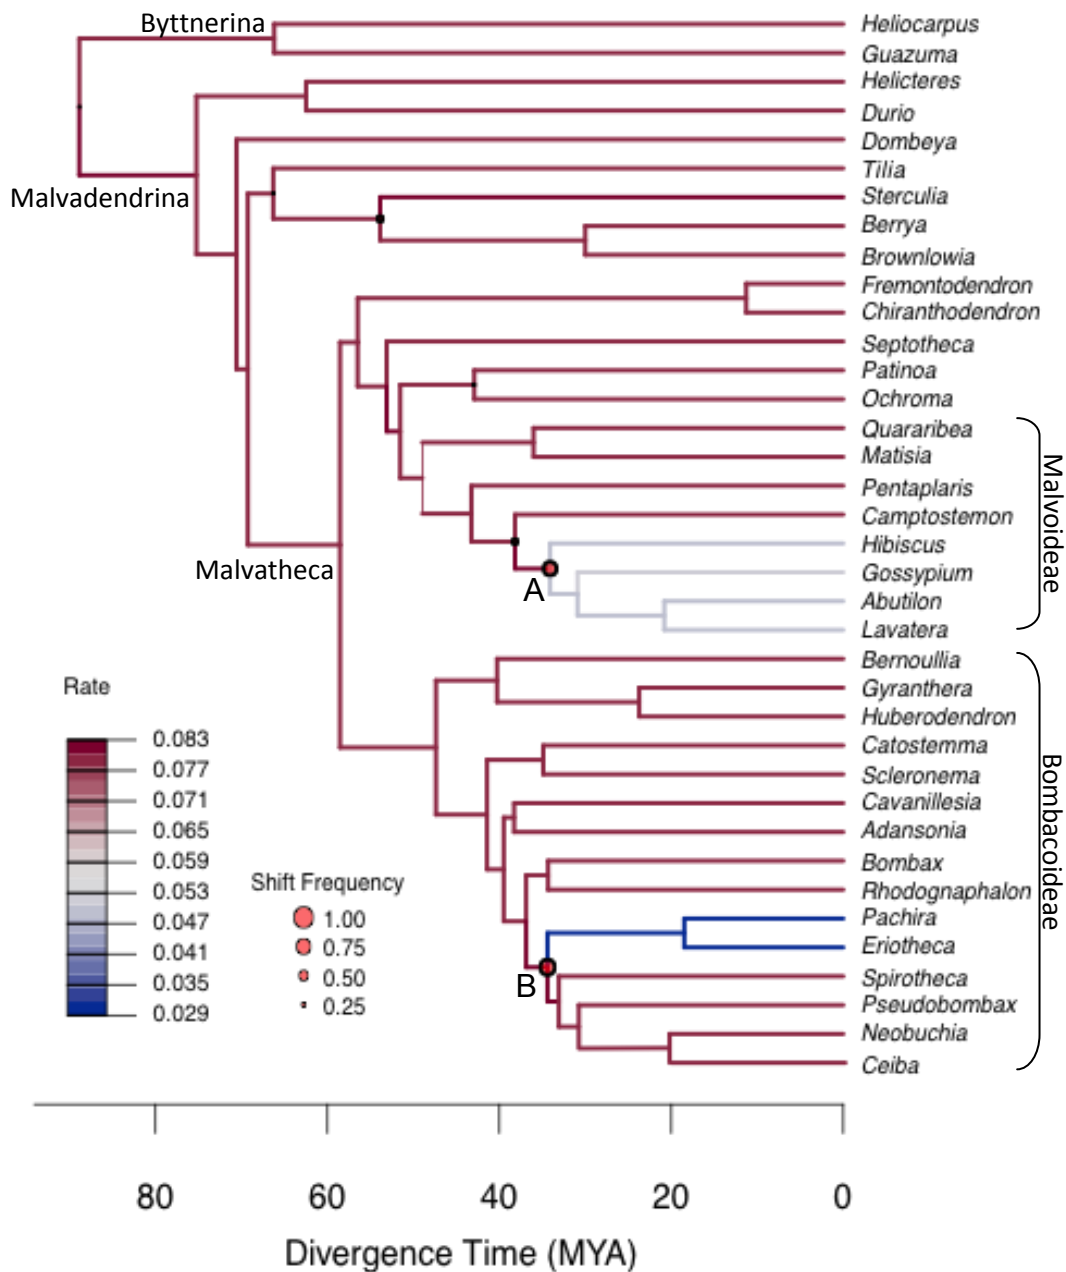 Byttnerina
Heliocarpus
Guazuma
Helicteres
Durio
Dombeya
Malvadendrina
Tilia
Sterculia
Berrya
Brownlowia
Fremontodendron
Chiranthodendron
Septotheca
Patinoa
Ochroma
Quararibea
Matisia
Pentaplaris
Camptostemon
Hibiscus
Gossypium
Abutilon
Lavatera
Malvoideae
Malvatheca
A
Bernoullia
Gyranthera
Huberodendron
Catostemma
Scleronema
Cavanillesia
Adansonia
Bombax
Rhodognaphalon
Pachira
Eriotheca
Spirotheca
Pseudobombax
Neobuchia
Ceiba
Bombacoideae
B
Rate
0.083
0.077
0.071
0.065
0.059
0.053
0.047
0.041
0.035
0.029
Shift Frequency
1.00
0.75
0.50
0.25
80 60 40 20 0
Divergence Time (MYA)